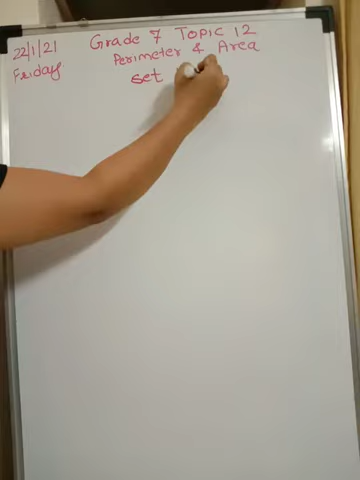 22/1/21
Friday
Grade 7 TOPIC 12
Perimeter & Area
set